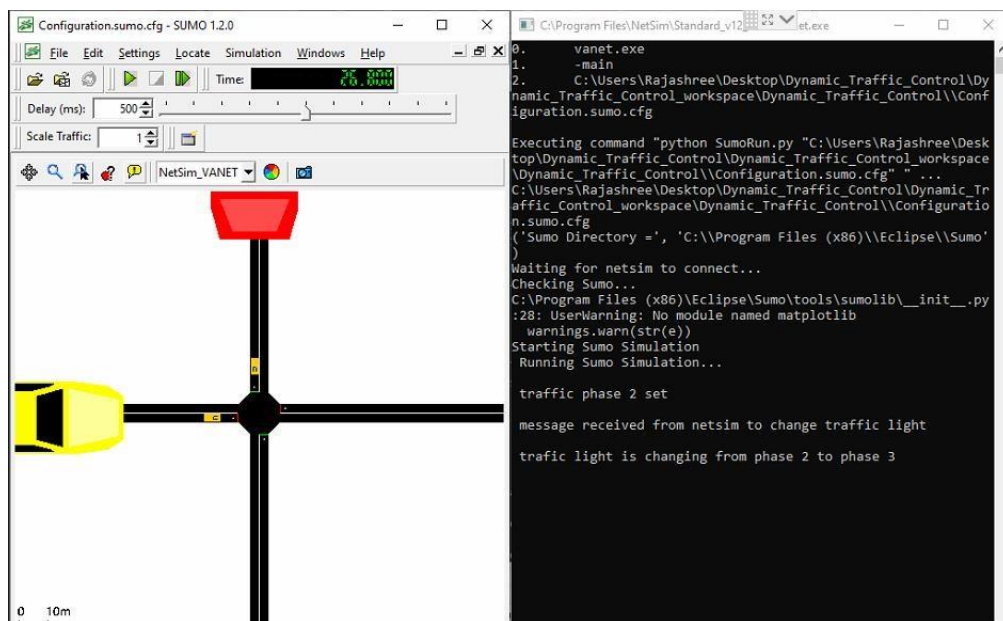 Configuration.sumo.cfg - SUMO 1.2.0
File Edit Settings Locate Simulation Windows Help
Time: 26.000
Delay (ms): 500
Scale Traffic: 1
NetSim_VANET
0 10m
C:\Program Files\NetSim\Standard_v12 et.exe
0. vanet.exe
1. -main
2. C:\Users\Rajashree\Desktop\Dynamic_Traffic_Control\Dy
namic_Traffic_Control_workspace\Dynamic_Traffic_Control\\Conf
iguration.sumo.cfg
Executing command "python SumoRun.py "C:\Users\Rajashree\Desk
top\Dynamic_Traffic_Control\Dynamic_Traffic_Control_workspace
\Dynamic_Traffic_Control\\Configuration.sumo.cfg" " ...
C:\Users\Rajashree\Desktop\Dynamic_Traffic_Control\Dynamic_Tr
affic_Control_workspace\Dynamic_Traffic_Control\\Configuratio
n.sumo.cfg
('Sumo Directory =', 'C:\\Program Files (x86)\\Eclipse\\Sumo'
)
Waiting for netsim to connect...
Checking Sumo...
C:\Program Files (x86)\Eclipse\Sumo\tools\sumolib\__init__.py
:28: UserWarning: No module named matplotlib
warnings.warn(str(e))
Starting Sumo Simulation
Running Sumo Simulation...
traffic phase 2 set
message received from netsim to change traffic light
trafic light is changing from phase 2 to phase 3